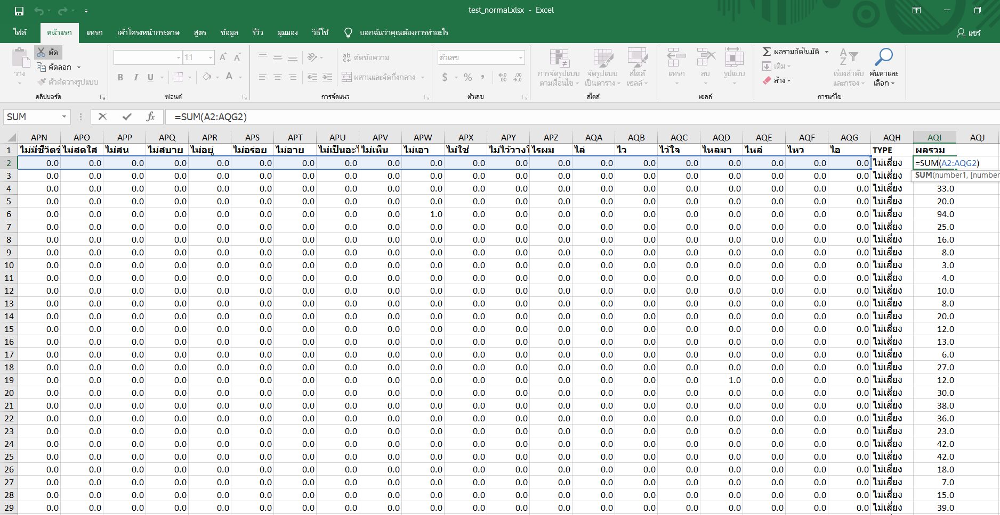 test_normal.xlsx - Excel
ไฟล์ หน้าแรก แทรก เค้าโครงหน้ากระดาษ สูตร ข้อมูล รีวิว มุมมอง วิธีใช้ บอกฉันว่าคุณต้องการทำอะไร แชร์
วาง ตัด คัดลอก ตัวคัดวางรูปแบบ
คลิปบอร์ด
11 A A
B I U A
ฟอนต์
ab ตัดข้อความ
ผสานและจัดกึ่งกลาง
การจัดแนว
ตัวเลข
$ % , .00 .00
ตัวเลข
การจัดรูปแบบ ตามเงื่อนไข จัดรูปแบบ เป็นตาราง สไตล์ เซลล์
สไตล์
แทรก ลบ รูปแบบ
เซลล์
Σ ผลรวมอัตโนมัติ
เติม
ล้าง
เรียงลำดับ และกรอง ค้นหาและ เลือก
การแก้ไข
SUM fx =SUM(A2:AQG2)
APN APO APP APQ APR APS APT APU APV APW APX APY APZ AQA AQB AQC AQD AQE AQF AQG AQH AQI AQJ
1 ไม่มีชีวิตชี ไม่สดใส ไม่สน ไม่สบาย ไม่อยู่ ไม่อร่อย ไม่อาย ไม่เป็นอะไ ไม่เห็น ไม่เอา ไม่ใช่ ไม่ไว้วางใ ไรผม ไล่ ไว ไว้ใจ ไหลมา ไหล่ ไหว ไอ TYPE ผลรวม
2 0.0 0.0 0.0 0.0 0.0 0.0 0.0 0.0 0.0 0.0 0.0 0.0 0.0 0.0 0.0 0.0 0.0 0.0 0.0 0.0 ไม่เสี่ยง =SUM(A2:AQG2)
3 0.0 0.0 0.0 0.0 0.0 0.0 0.0 0.0 0.0 0.0 0.0 0.0 0.0 0.0 0.0 0.0 0.0 0.0 0.0 0.0 ไม่เสี่ยง SUM(number1, [number
4 0.0 0.0 0.0 0.0 0.0 0.0 0.0 0.0 0.0 0.0 0.0 0.0 0.0 0.0 0.0 0.0 0.0 0.0 0.0 0.0 ไม่เสี่ยง 33.0
5 0.0 0.0 0.0 0.0 0.0 0.0 0.0 0.0 0.0 0.0 0.0 0.0 0.0 0.0 0.0 0.0 0.0 0.0 0.0 0.0 ไม่เสี่ยง 20.0
6 0.0 0.0 0.0 0.0 0.0 0.0 0.0 0.0 0.0 1.0 0.0 0.0 0.0 0.0 0.0 0.0 0.0 0.0 0.0 0.0 ไม่เสี่ยง 94.0
7 0.0 0.0 0.0 0.0 0.0 0.0 0.0 0.0 0.0 0.0 0.0 0.0 0.0 0.0 0.0 0.0 0.0 0.0 0.0 0.0 ไม่เสี่ยง 25.0
8 0.0 0.0 0.0 0.0 0.0 0.0 0.0 0.0 0.0 0.0 0.0 0.0 0.0 0.0 0.0 0.0 0.0 0.0 0.0 0.0 ไม่เสี่ยง 16.0
9 0.0 0.0 0.0 0.0 0.0 0.0 0.0 0.0 0.0 0.0 0.0 0.0 0.0 0.0 0.0 0.0 0.0 0.0 0.0 0.0 ไม่เสี่ยง 8.0
10 0.0 0.0 0.0 0.0 0.0 0.0 0.0 0.0 0.0 0.0 0.0 0.0 0.0 0.0 0.0 0.0 0.0 0.0 0.0 0.0 ไม่เสี่ยง 3.0
11 0.0 0.0 0.0 0.0 0.0 0.0 0.0 0.0 0.0 0.0 0.0 0.0 0.0 0.0 0.0 0.0 0.0 0.0 0.0 0.0 ไม่เสี่ยง 4.0
12 0.0 0.0 0.0 0.0 0.0 0.0 0.0 0.0 0.0 0.0 0.0 0.0 0.0 0.0 0.0 0.0 0.0 0.0 0.0 0.0 ไม่เสี่ยง 10.0
13 0.0 0.0 0.0 0.0 0.0 0.0 0.0 0.0 0.0 0.0 0.0 0.0 0.0 0.0 0.0 0.0 0.0 0.0 0.0 0.0 ไม่เสี่ยง 8.0
14 0.0 0.0 0.0 0.0 0.0 0.0 0.0 0.0 0.0 0.0 0.0 0.0 0.0 0.0 0.0 0.0 0.0 0.0 0.0 0.0 ไม่เสี่ยง 20.0
15 0.0 0.0 0.0 0.0 0.0 0.0 0.0 0.0 0.0 0.0 0.0 0.0 0.0 0.0 0.0 0.0 0.0 0.0 0.0 0.0 ไม่เสี่ยง 12.0
16 0.0 0.0 0.0 0.0 0.0 0.0 0.0 0.0 0.0 0.0 0.0 0.0 0.0 0.0 0.0 0.0 0.0 0.0 0.0 0.0 ไม่เสี่ยง 13.0
17 0.0 0.0 0.0 0.0 0.0 0.0 0.0 0.0 0.0 0.0 0.0 0.0 0.0 0.0 0.0 0.0 0.0 0.0 0.0 0.0 ไม่เสี่ยง 6.0
18 0.0 0.0 0.0 0.0 0.0 0.0 0.0 0.0 0.0 0.0 0.0 0.0 0.0 0.0 0.0 0.0 0.0 0.0 0.0 0.0 ไม่เสี่ยง 27.0
19 0.0 0.0 0.0 0.0 0.0 0.0 0.0 0.0 0.0 0.0 0.0 0.0 0.0 0.0 0.0 0.0 1.0 0.0 0.0 0.0 ไม่เสี่ยง 12.0
20 0.0 0.0 0.0 0.0 0.0 0.0 0.0 0.0 0.0 0.0 0.0 0.0 0.0 0.0 0.0 0.0 0.0 0.0 0.0 0.0 ไม่เสี่ยง 30.0
21 0.0 0.0 0.0 0.0 0.0 0.0 0.0 0.0 0.0 0.0 0.0 0.0 0.0 0.0 0.0 0.0 0.0 0.0 0.0 0.0 ไม่เสี่ยง 38.0
22 0.0 0.0 0.0 0.0 0.0 0.0 0.0 0.0 0.0 0.0 0.0 0.0 0.0 0.0 0.0 0.0 0.0 0.0 0.0 0.0 ไม่เสี่ยง 36.0
23 0.0 0.0 0.0 0.0 0.0 0.0 0.0 0.0 0.0 0.0 0.0 0.0 0.0 0.0 0.0 0.0 0.0 0.0 0.0 0.0 ไม่เสี่ยง 23.0
24 0.0 0.0 0.0 0.0 0.0 0.0 0.0 0.0 0.0 0.0 0.0 0.0 0.0 0.0 0.0 0.0 0.0 0.0 0.0 0.0 ไม่เสี่ยง 42.0
25 0.0 0.0 0.0 0.0 0.0 0.0 0.0 0.0 0.0 0.0 0.0 0.0 0.0 0.0 0.0 0.0 0.0 0.0 0.0 0.0 ไม่เสี่ยง 42.0
26 0.0 0.0 0.0 0.0 0.0 0.0 0.0 0.0 0.0 0.0 0.0 0.0 0.0 0.0 0.0 0.0 0.0 0.0 0.0 0.0 ไม่เสี่ยง 18.0
27 0.0 0.0 0.0 0.0 0.0 0.0 0.0 0.0 0.0 0.0 0.0 0.0 0.0 0.0 0.0 0.0 0.0 0.0 0.0 0.0 ไม่เสี่ยง 7.0
28 0.0 0.0 0.0 0.0 0.0 0.0 0.0 0.0 0.0 0.0 0.0 0.0 0.0 0.0 0.0 0.0 0.0 0.0 0.0 0.0 ไม่เสี่ยง 15.0
29 0.0 0.0 0.0 0.0 0.0 0.0 0.0 0.0 0.0 0.0 0.0 0.0 0.0 0.0 0.0 0.0 0.0 0.0 0.0 0.0 ไม่เสี่ยง 39.0